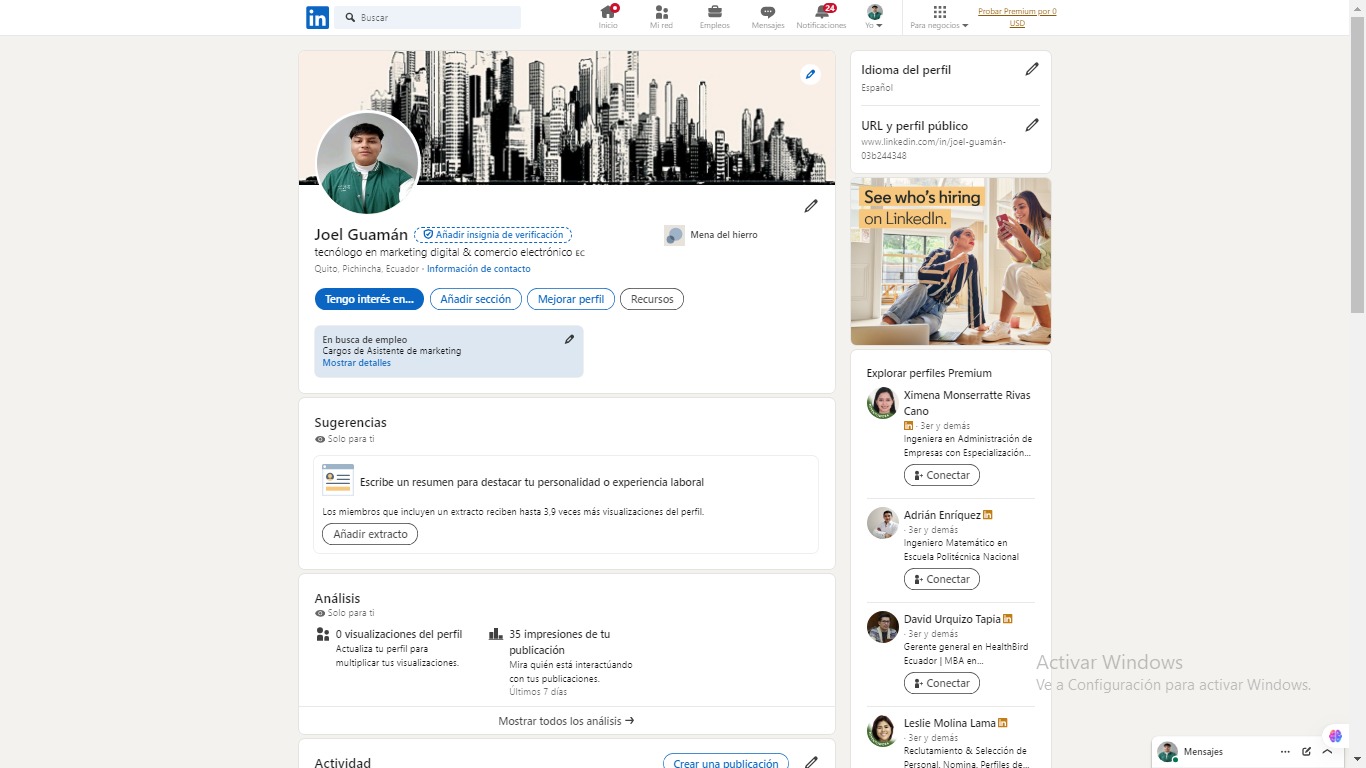 in
Buscar
Inicio
Mi red
Empleos
Mensajes
24
Notificaciones
Yo
Para negocios
Probar Premium por 0
USD
Joel Guamán
Añadir insignia de verificación
tecnólogo en marketing digital & comercio electrónico EC
Quito, Pichincha, Ecuador · Información de contacto
Mena del hierro
Tengo interés en...
Añadir sección
Mejorar perfil
Recursos
En busca de empleo
Cargos de Asistente de marketing
Mostrar detalles
Sugerencias
Solo para ti
Escribe un resumen para destacar tu personalidad o experiencia laboral
Los miembros que incluyen un extracto reciben hasta 3,9 veces más visualizaciones del perfil.
Añadir extracto
Análisis
Solo para ti
0 visualizaciones del perfil
Actualiza tu perfil para
multiplicar tus visualizaciones.
35 impresiones de tu
publicación
Mira quién está interactuando
con tus publicaciones.
Últimos 7 días
Mostrar todos los análisis →
Actividad
Crear una publicación
Idioma del perfil
Español
URL y perfil público
www.linkedin.com/in/joel-guamán-
03b244348
See who's hiring
on LinkedIn.
Explorar perfiles Premium
Ximena Monserratte Rivas
Cano
in · 3er y demás
Ingeniera en Administración de
Empresas con Especialización...
Conectar
Adrián Enríquez in
· 3er y demás
Ingeniero Matemático en
Escuela Politécnica Nacional
Conectar
David Urquizo Tapia in
· 3er y demás
Gerente general en HealthBird
Ecuador | MBA en...
Conectar
Leslie Molina Lama in
· 3er y demás
Reclutamiento & Selección de
Personal, Nomina, Perfiles de...
Activar Windows
Ve a Configuración para activar Windows.
Mensajes